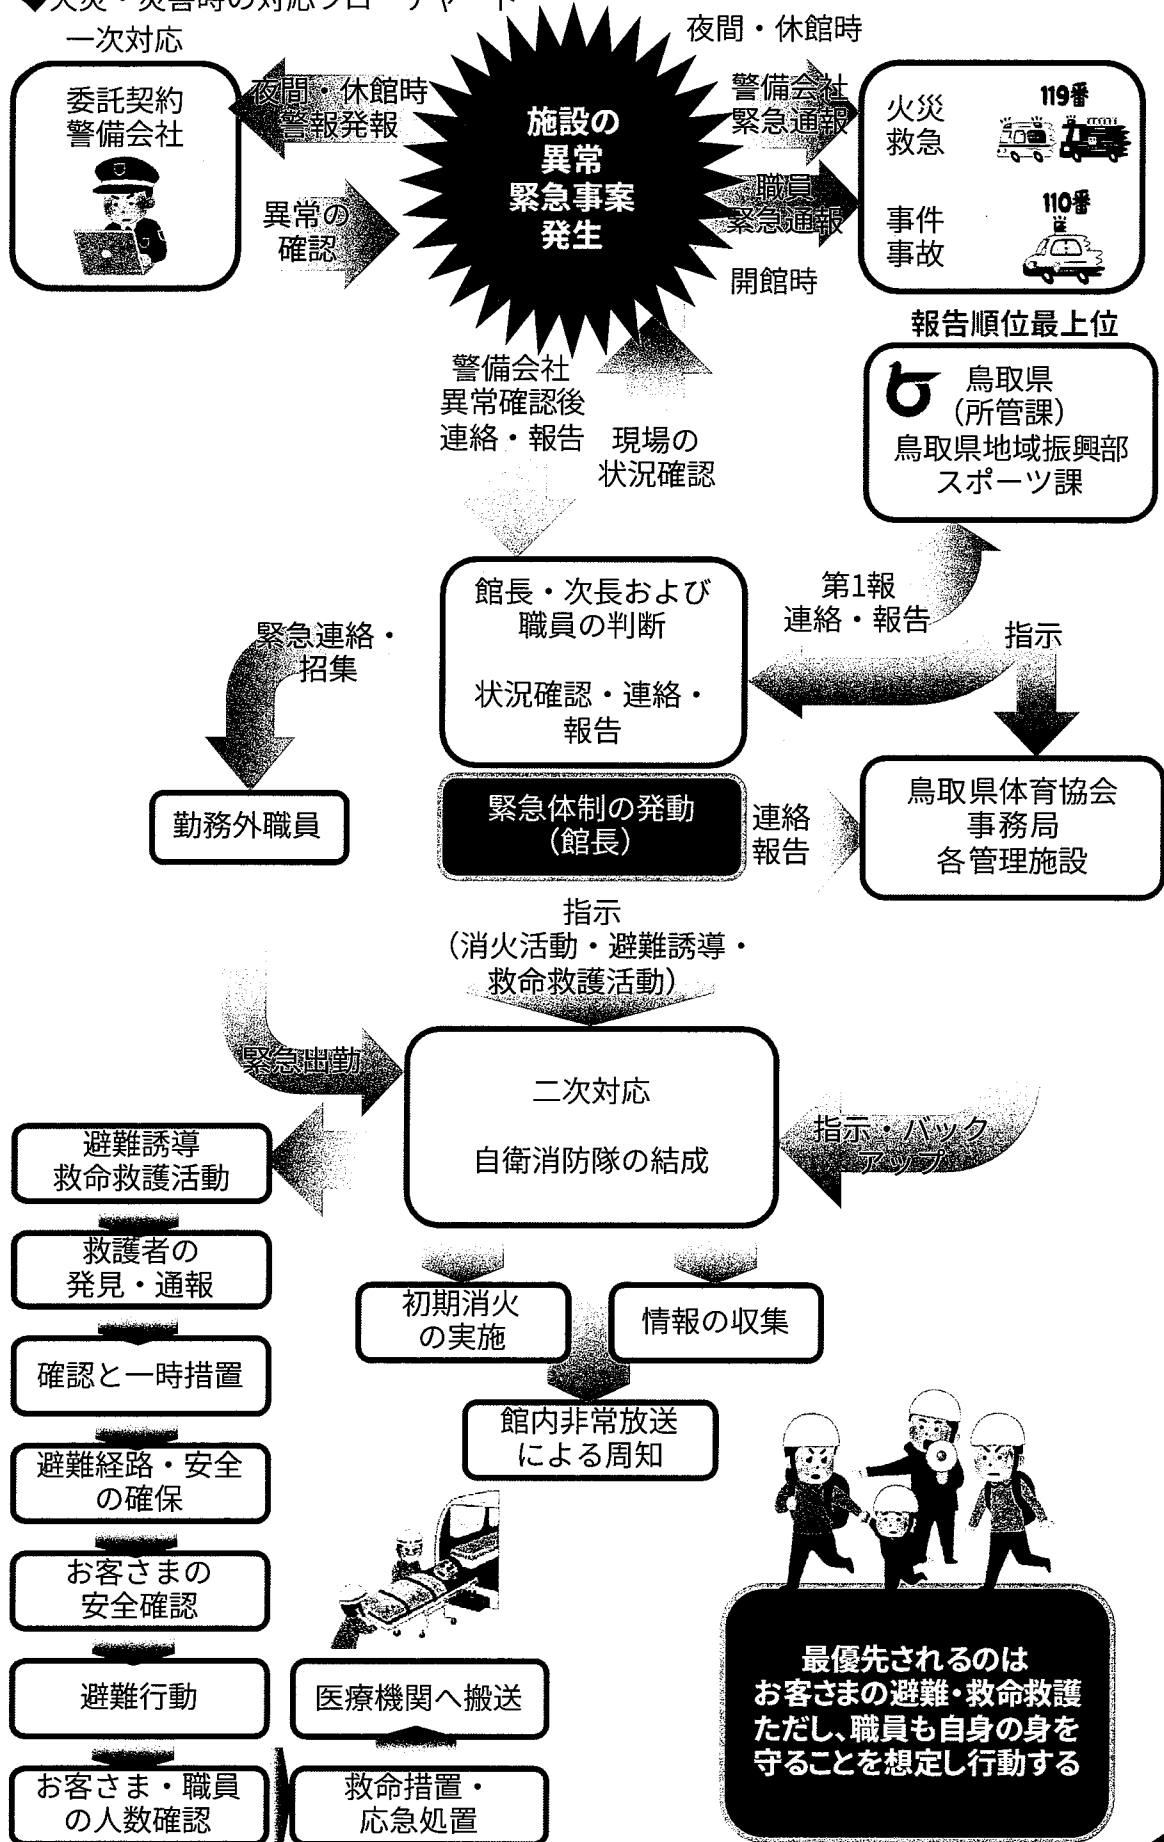 ◆火災・災害時の対応フローチャート
一次対応
委託契約
警備会社
夜間・休館時
警報発報
異常の
確認
施設の
異常
緊急事案
発生
夜間・休館時
警備会社
緊急通報
職員
緊急通報
開館時
火災
救急
119番
事件
事故
110番
報告順位最上位
鳥取県
（所管課）
鳥取県地域振興部
スポーツ課
警備会社
異常確認後
連絡・報告
現場の
状況確認
館長・次長および
職員の判断
状況確認・連絡・
報告
第1報
連絡・報告
指示
緊急連絡・
招集
勤務外職員
緊急体制の発動
（館長）
連絡
報告
鳥取県体育協会
事務局
各管理施設
指示
（消火活動・避難誘導・
救命救護活動）
緊急出勤
二次対応
自衛消防隊の結成
指示・バック
アップ
避難誘導
救命救護活動
救護者の
発見・通報
確認と一時措置
避難経路・安全
の確保
お客さまの
安全確認
避難行動
お客さま・職員
の人数確認
初期消火
の実施
情報の収集
館内非常放送
による周知
医療機関へ搬送
救命措置・
応急処置
最優先されるのは
お客さまの避難・救命救護
ただし、職員も自身の身を
守ることを想定し行動する